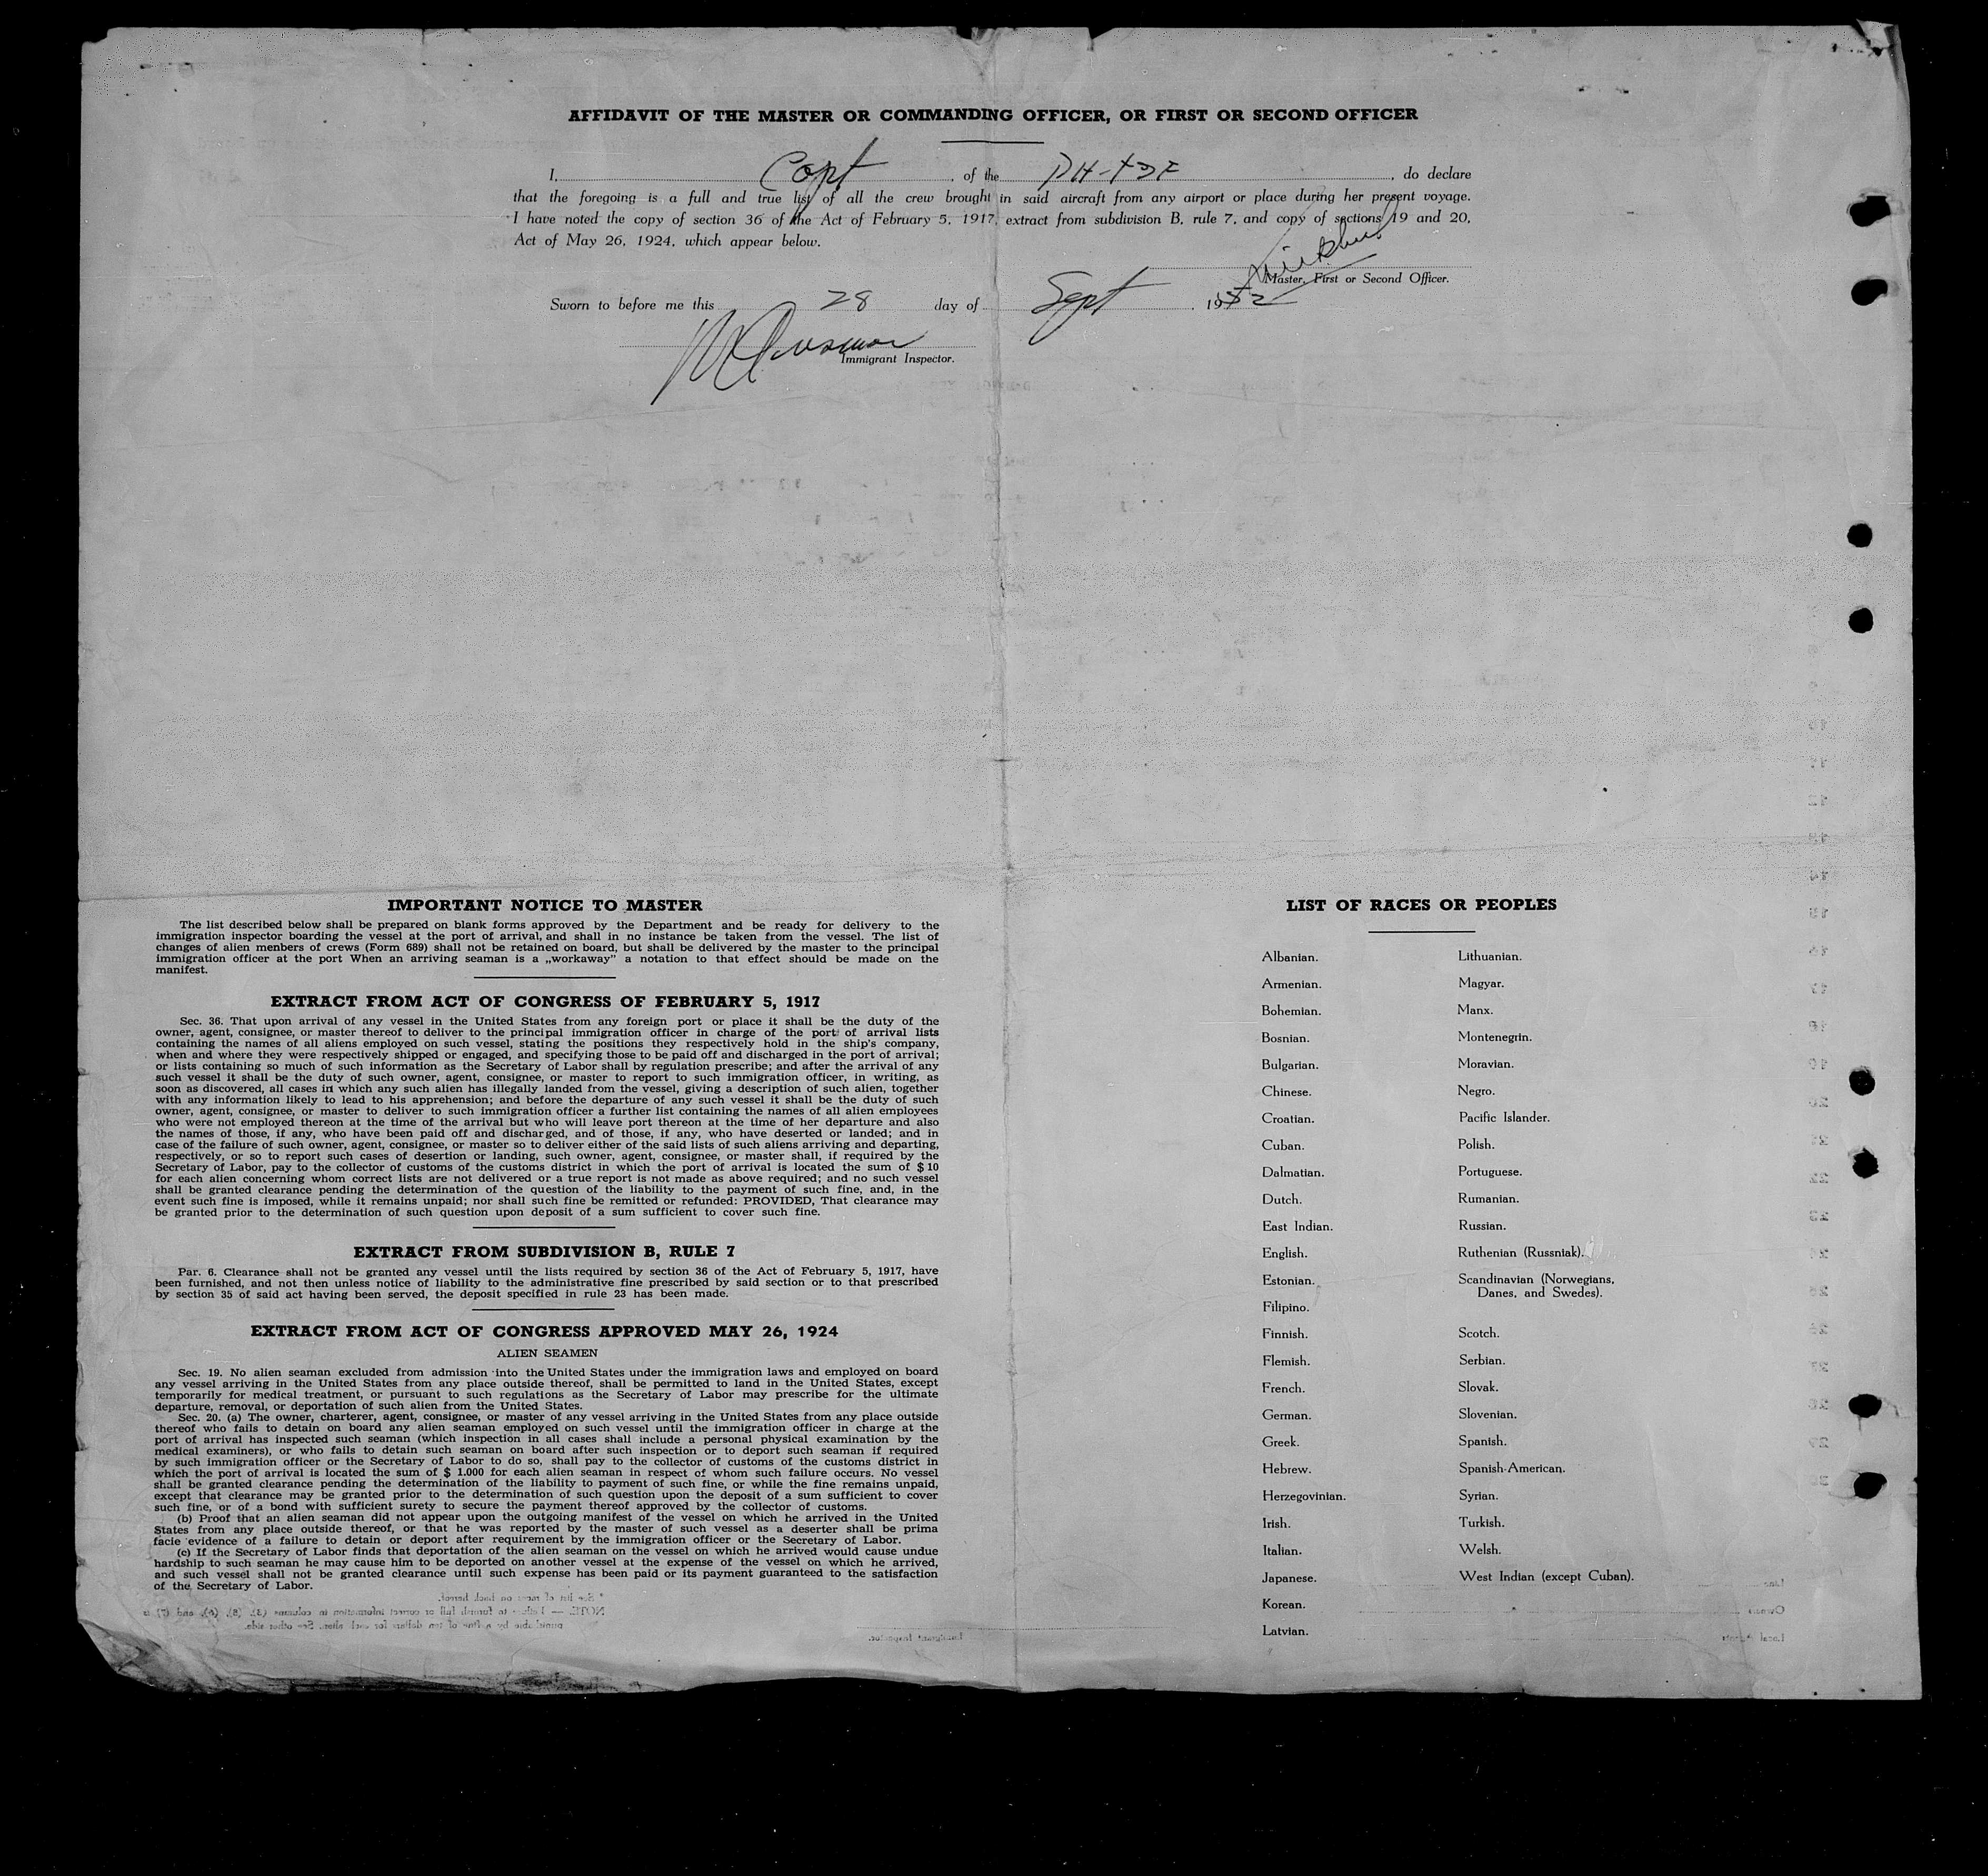 AFFIDAVIT OF THE MASTER OR COMMANDING OFFICER, OR FIRST OR SECOND OFFICER
I, Capt , of the PH-TDF , do declare
that the foregoing is a full and true list of all the crew brought in said aircraft from any airport or place during her present voyage.
I have noted the copy of section 36 of the Act of February 5, 1917, extract from subdivision B, rule 7, and copy of sections 19 and 20,
Act of May 26, 1924, which appear below.
Master, First or Second Officer.
Sworn to before me this 28 day of Sept , 1952
Immigrant Inspector.
IMPORTANT NOTICE TO MASTER
The list described below shall be prepared on blank forms approved by the Department and be ready for delivery to the
immigration inspector boarding the vessel at the port of arrival, and shall in no instance be taken from the vessel. The list of
changes of alien menbers of crews (Form 689) shall not be retained on board, but shall be delivered by the master to the principal
immigration officer at the port When an arriving seaman is a „workaway” a notation to that effect should be made on the
manifest.
EXTRACT FROM ACT OF CONGRESS OF FEBRUARY 5, 1917
Sec. 36. That upon arrival of any vessel in the United States from any foreign port or place it shall be the duty of the
owner, agent, consignee, or master thereof to deliver to the principal immigration officer in charge of the port of arrival lists
containing the names of all aliens employed on such vessel, stating the positions they respectively hold in the ship's company,
when and where they were respectively shipped or engaged, and specifying those to be paid off and discharged in the port of arrival;
or lists containing so much of such information as the Secretary of Labor shall by regulation prescribe; and after the arrival of any
such vessel it shall be the duty of such owner, agent, consignee, or master to report to such immigration officer, in writing, as
soon as discovered, all cases in which any such alien has illegally landed from the vessel, giving a description of such alien, together
with any information likely to lead to his apprehension; and before the departure of any such vessel it shall be the duty of such
owner, agent, consignee, or master to deliver to such immigration officer a further list containing the names of all alien employees
who were not employed thereon at the time of the arrival but who will leave port thereon at the time of her departure and also
the names of those, if any, who have been paid off and discharged, and of those, if any, who have deserted or landed; and in
case of the failure of such owner, agent, consignee, or master so to deliver either of the said lists of such aliens arriving and departing,
respectively, or so to report such cases of desertion or landing, such owner, agent, consignee, or master shall, if required by the
Secretary of Labor, pay to the collector of customs of the customs district in which the port of arrival is located the sum of $10
for each alien concerning whom correct lists are not delivered or a true report is not made as above required; and no such vessel
shall be granted clearance pending the determination of the question of the liability to the payment of such fine, and, in the
event such fine is imposed, while it remains unpaid; nor shall such fine be remitted or refunded: PROVIDED, That clearance may
be granted prior to the determination of such question upon deposit of a sum sufficient to cover such fine.
EXTRACT FROM SUBDIVISION B, RULE 7
Par. 6. Clearance shall not be granted any vessel until the lists required by section 36 of the Act of February 5, 1917, have
been furnished, and not then unless notice of liability to the administrative fine prescribed by said section or to that prescribed
by section 35 of said act having been served, the deposit specified in rule 23 has been made.
EXTRACT FROM ACT OF CONGRESS APPROVED MAY 26, 1924
ALIEN SEAMEN
Sec. 19. No alien seaman excluded from admission into the United States under the immigration laws and employed on board
any vessel arriving in the United States from any place outside thereof, shall be permitted to land in the United States, except
temporarily for medical treatment, or pursuant to such regulations as the Secretary of Labor may prescribe for the ultimate
departure, removal, or deportation of such alien from the United States.
Sec. 20. (a) The owner, charterer, agent, consignee, or master of any vessel arriving in the United States from any place outside
thereof who fails to detain on board any alien seaman employed on such vessel until the immigration officer in charge at the
port of arrival has inspected such seaman (which inspection in all cases shall include a personal physical examination by the
medical examiners), or who fails to detain such seaman on board after such inspection or to deport such seaman if required
by such immigration officer or the Secretary of Labor to do so, shall pay to the collector of customs of the customs district in
which the port of arrival is located the sum of $ 1.000 for each alien seaman in respect of whom such failure occurs. No vessel
shall be granted clearance pending the determination of the liability to payment of such fine, or while the fine remains unpaid,
except that clearance may be granted prior to the determination of such question upon the deposit of a sum sufficient to cover
such fine, or of a bond with sufficient surety to secure the payment thereof approved by the collector of customs.
(b) Proof that an alien seaman did not appear upon the outgoing manifest of the vessel on which he arrived in the United
States from any place outside thereof, or that he was reported by the master of such vessel as a deserter shall be prima
facie evidence of a failure to detain or deport after requirement by the immigration officer or the Secretary of Labor.
(c) If the Secretary of Labor finds that deportation of the alien seaman on the vessel on which he arrived would cause undue
hardship to such seaman he may cause him to be deported on another vessel at the expense of the vessel on which he arrived,
and such vessel shall not be granted clearance until such expense has been paid or its payment guaranteed to the satisfaction
of the Secretary of Labor.
LIST OF RACES OR PEOPLES
Albanian.
Armenian.
Bohemian.
Bosnian.
Bulgarian.
Chinese.
Croatian.
Cuban.
Dalmatian.
Dutch.
East Indian.
English.
Estonian.
Filipino.
Finnish.
Flemish.
French.
German.
Greek.
Hebrew.
Herzegovinian.
Irish.
Italian.
Japanese.
Korean.
Latvian.
Lithuanian.
Magyar.
Manx.
Montenegrin.
Moravian.
Negro.
Pacific Islander.
Polish.
Portuguese.
Rumanian.
Russian.
Ruthenian (Russniak).
Scandinavian (Norwegians,
Danes, and Swedes).
Scotch.
Serbian.
Slovak.
Slovenian.
Spanish.
Spanish-American.
Syrian.
Turkish.
Welsh.
West Indian (except Cuban).